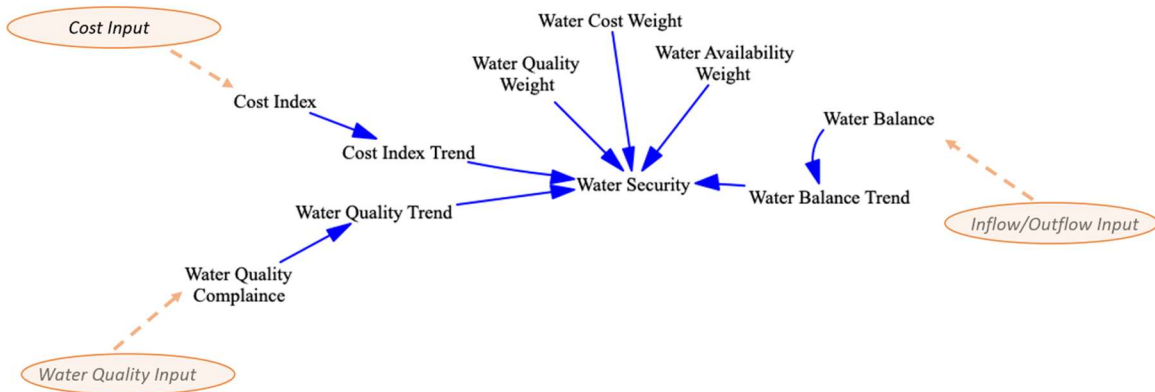 Cost Input
Water Cost Weight
Water Quality
Weight
Water Availability
Weight
Cost Index
Water Balance
Cost Index Trend
Water Security
Water Balance Trend
Water Quality Trend
Inflow/Outflow Input
Water Quality
Complaince
Water Quality Input